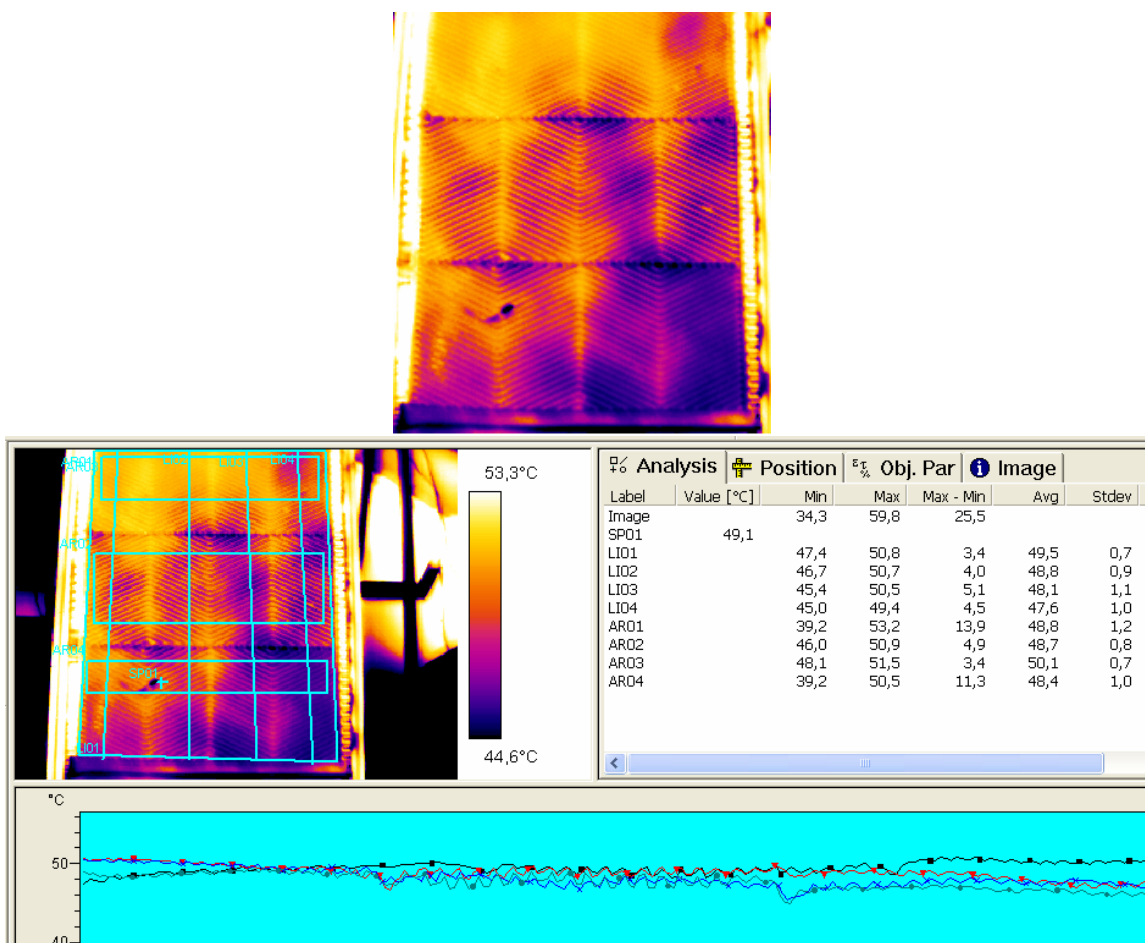 AR01 LI02 LI03 LI04
AR03
AR02
AR04
SP01
LI01
53,3°C
44,6°C
Analysis Position Obj. Par Image
Label Value [°C] Min Max Max - Min Avg Stdev
Image 34,3 59,8 25,5
SP01 49,1
LI01 47,4 50,8 3,4 49,5 0,7
LI02 46,7 50,7 4,0 48,8 0,9
LI03 45,4 50,5 5,1 48,1 1,1
LI04 45,0 49,4 4,5 47,6 1,0
AR01 39,2 53,2 13,9 48,8 1,2
AR02 46,0 50,9 4,9 48,7 0,8
AR03 48,1 51,5 3,4 50,1 0,7
AR04 39,2 50,5 11,3 48,4 1,0
°C
50
40